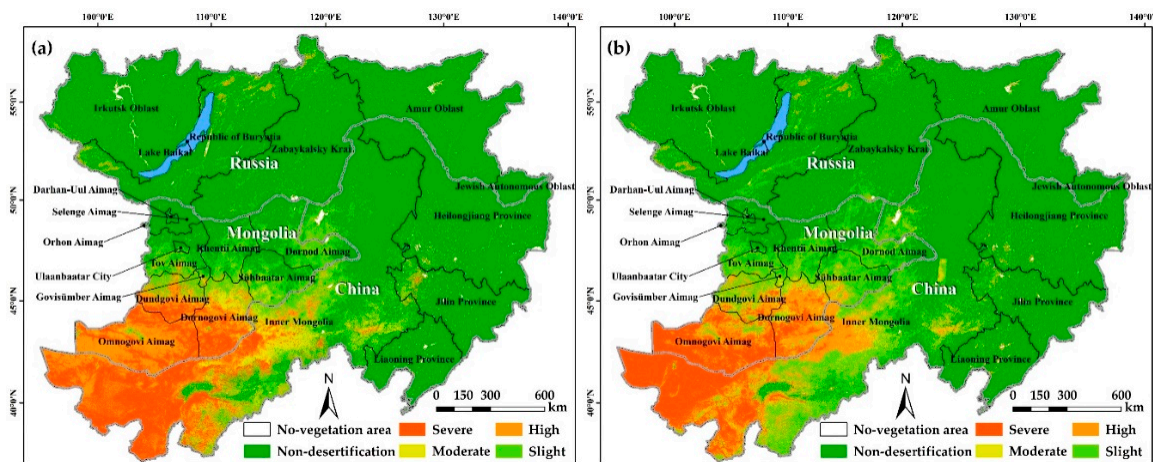 100°0'E 110°0'E 120°0'E 130°0'E 140°0'E
(a)
55°0'N
50°0'N
45°0'N
40°0'N
Irkutsk Oblast
Amur Oblast
Republic of Buryatia
Lake Baikal
Zabaykalsky Krai
Russia
Darhan-Uul Aimag
Jewish Autonomous Oblast
Selenge Aimag
Heilongjiang Province
Orhon Aimag
Mongolia
Khentii Aimag
Dornod Aimag
Ulaanbaatar City
Tov Aimag
Sühbaatar Aimag
Govisümber Aimag
China
Dundgovi Aimag
Jilin Province
Dornogovi Aimag
Inner Mongolia
Omnogovi Aimag
Liaoning Province
N
0 150 300 600
km
No-vegetation area Severe High
Non-desertification Moderate Slight
100°0'E 110°0'E 120°0'E 130°0'E 140°0'
(b)
55°0'N
50°0'N
45°0'N
40°0'N
Irkutsk Oblast
Amur Oblast
Republic of Buryatia
Lake Baikal
Zabaykalsky Krai
Russia
Darhan-Uul Aimag
Jewish Autonomous Oblast
Selenge Aimag
Heilongjiang Province
Orhon Aimag
Mongolia
Khentii Aimag
Dornod Aimag
Ulaanbaatar City
Tov Aimag
Sühbaatar Aimag
Govisümber Aimag
China
Dundgovi Aimag
Jilin Province
Dornogovi Aimag
Inner Mongolia
Omnogovi Aimag
Liaoning Province
N
0 150 300 600
km
No-vegetation area Severe High
Non-desertification Moderate Slight